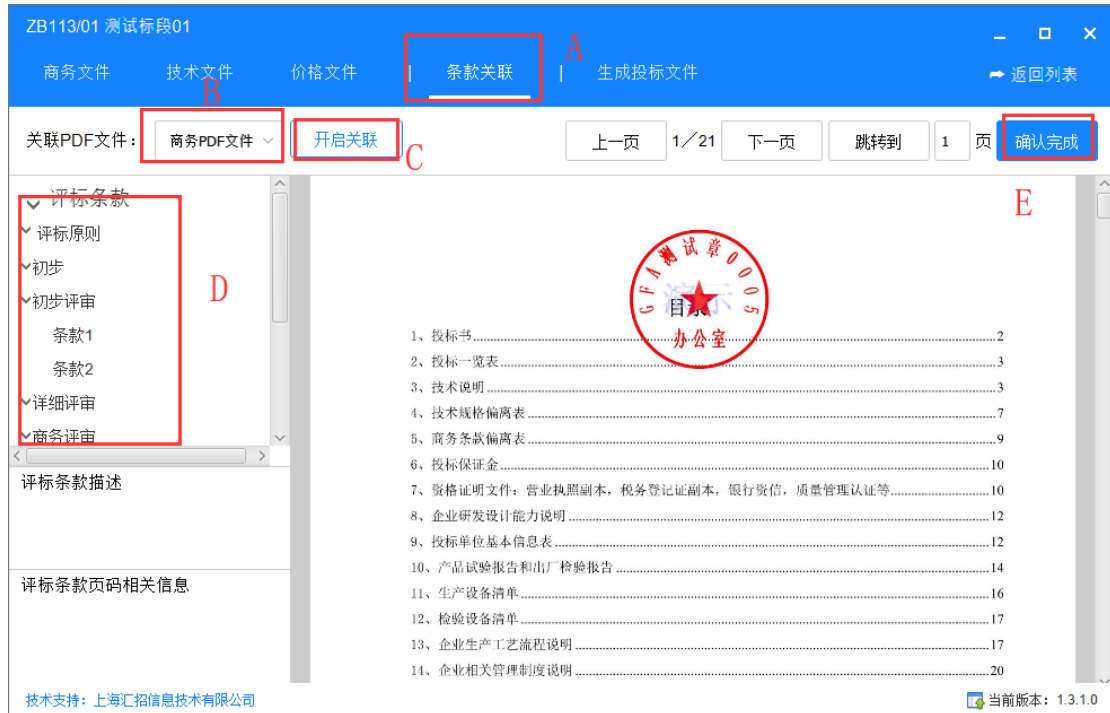 ZB113/01 测试标段01
商务文件 技术文件 价格文件 | 条款关联 | 生成投标文件 返回列表
A
B
关联PDF文件： 商务PDF文件 开启关联 上一页 1／21 下一页 跳转到 1 页 确认完成
C
E
评标条款
评标原则
初步
初步评审
条款1
条款2
详细评审
商务评审
D
评标条款描述
评标条款页码相关信息
GFA测试章0005
演示
办公室
目录
1、投标书 2
2、投标一览表 3
3、技术说明 3
4、技术规格偏离表 7
5、商务条款偏离表 9
6、投标保证金 10
7、资格证明文件：营业执照副本，税务登记证副本，银行资信，质量管理认证等 10
8、企业研发设计能力说明 12
9、投标单位基本信息表 12
10、产品试验报告和出厂检验报告 14
11、生产设备清单 16
12、检验设备清单 17
13、企业生产工艺流程说明 17
14、企业相关管理制度说明 20
技术支持：上海汇招信息技术有限公司 当前版本：1.3.1.0